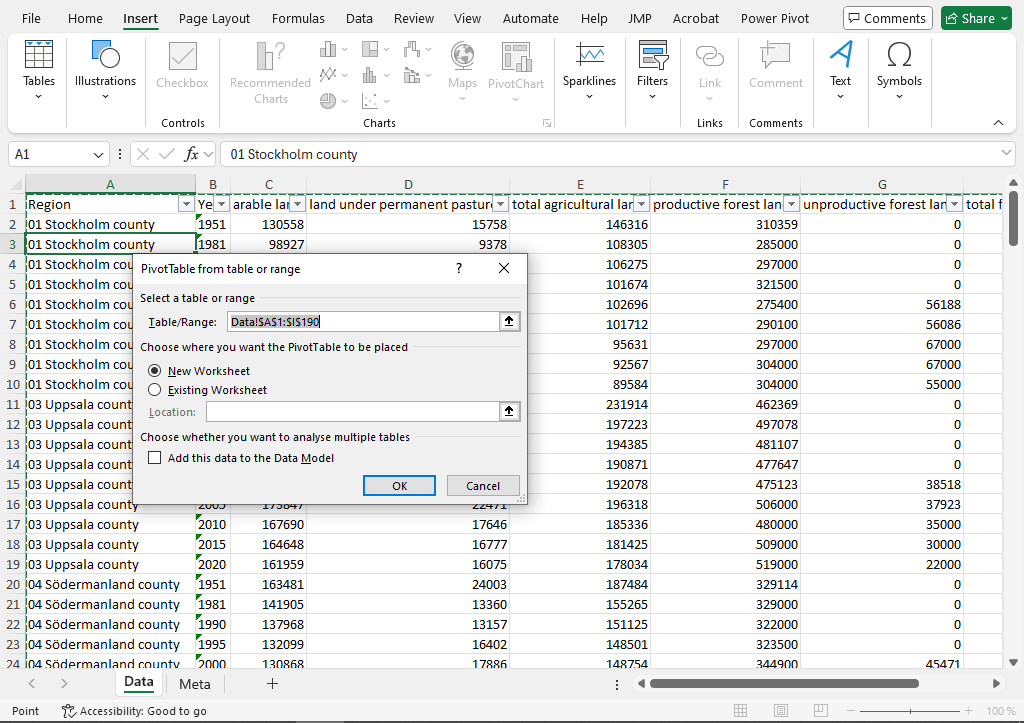 File Home Insert Page Layout Formulas Data Review View Automate Help JMP Acrobat Power Pivot Comments Share
Tables Illustrations Checkbox Recommended Charts Maps PivotChart Sparklines Filters Link Comment Text Symbols
Controls Charts Links Comments
A1 fx 01 Stockholm county
A B C D E F G
1 Region Ye arable lar land under permanent pasture total agricultural lar productive forest lan unproductive forest lan total f
2 01 Stockholm county 1951 130558 15758 146316 310359 0
3 01 Stockholm county 1981 98927 9378 108305 285000 0
4 01 Stockholm cou 106275 297000 0
5 01 Stockholm cou 101674 321500 0
6 01 Stockholm cou 102696 275400 56188
7 01 Stockholm cou 101712 290100 56086
8 01 Stockholm cou 95631 297000 67000
9 01 Stockholm cou 92567 304000 67000
10 01 Stockholm cou 89584 304000 55000
11 03 Uppsala count 231914 462369 0
12 03 Uppsala count 197223 497078 0
13 03 Uppsala count 194385 481107 0
14 03 Uppsala count 190871 477647 0
15 03 Uppsala count 192078 475123 38518
16 03 Uppsala county 2005 173847 22471 196318 506000 37923
17 03 Uppsala county 2010 167690 17646 185336 480000 35000
18 03 Uppsala county 2015 164648 16777 181425 509000 30000
19 03 Uppsala county 2020 161959 16075 178034 519000 22000
20 04 Södermanland county 1951 163481 24003 187484 329114 0
21 04 Södermanland county 1981 141905 13360 155265 329000 0
22 04 Södermanland county 1990 137968 13157 151125 322000 0
23 04 Södermanland county 1995 132099 16402 148501 323500 0
24 04 Södermanland county 2000 130868 17886 148754 344900 45471
PivotTable from table or range ?
Select a table or range
Table/Range: Data!$A$1:$I$190
Choose where you want the PivotTable to be placed
New Worksheet
Existing Worksheet
Location:
Choose whether you want to analyse multiple tables
Add this data to the Data Model
OK Cancel
Data Meta
Point Accessibility: Good to go 100 %